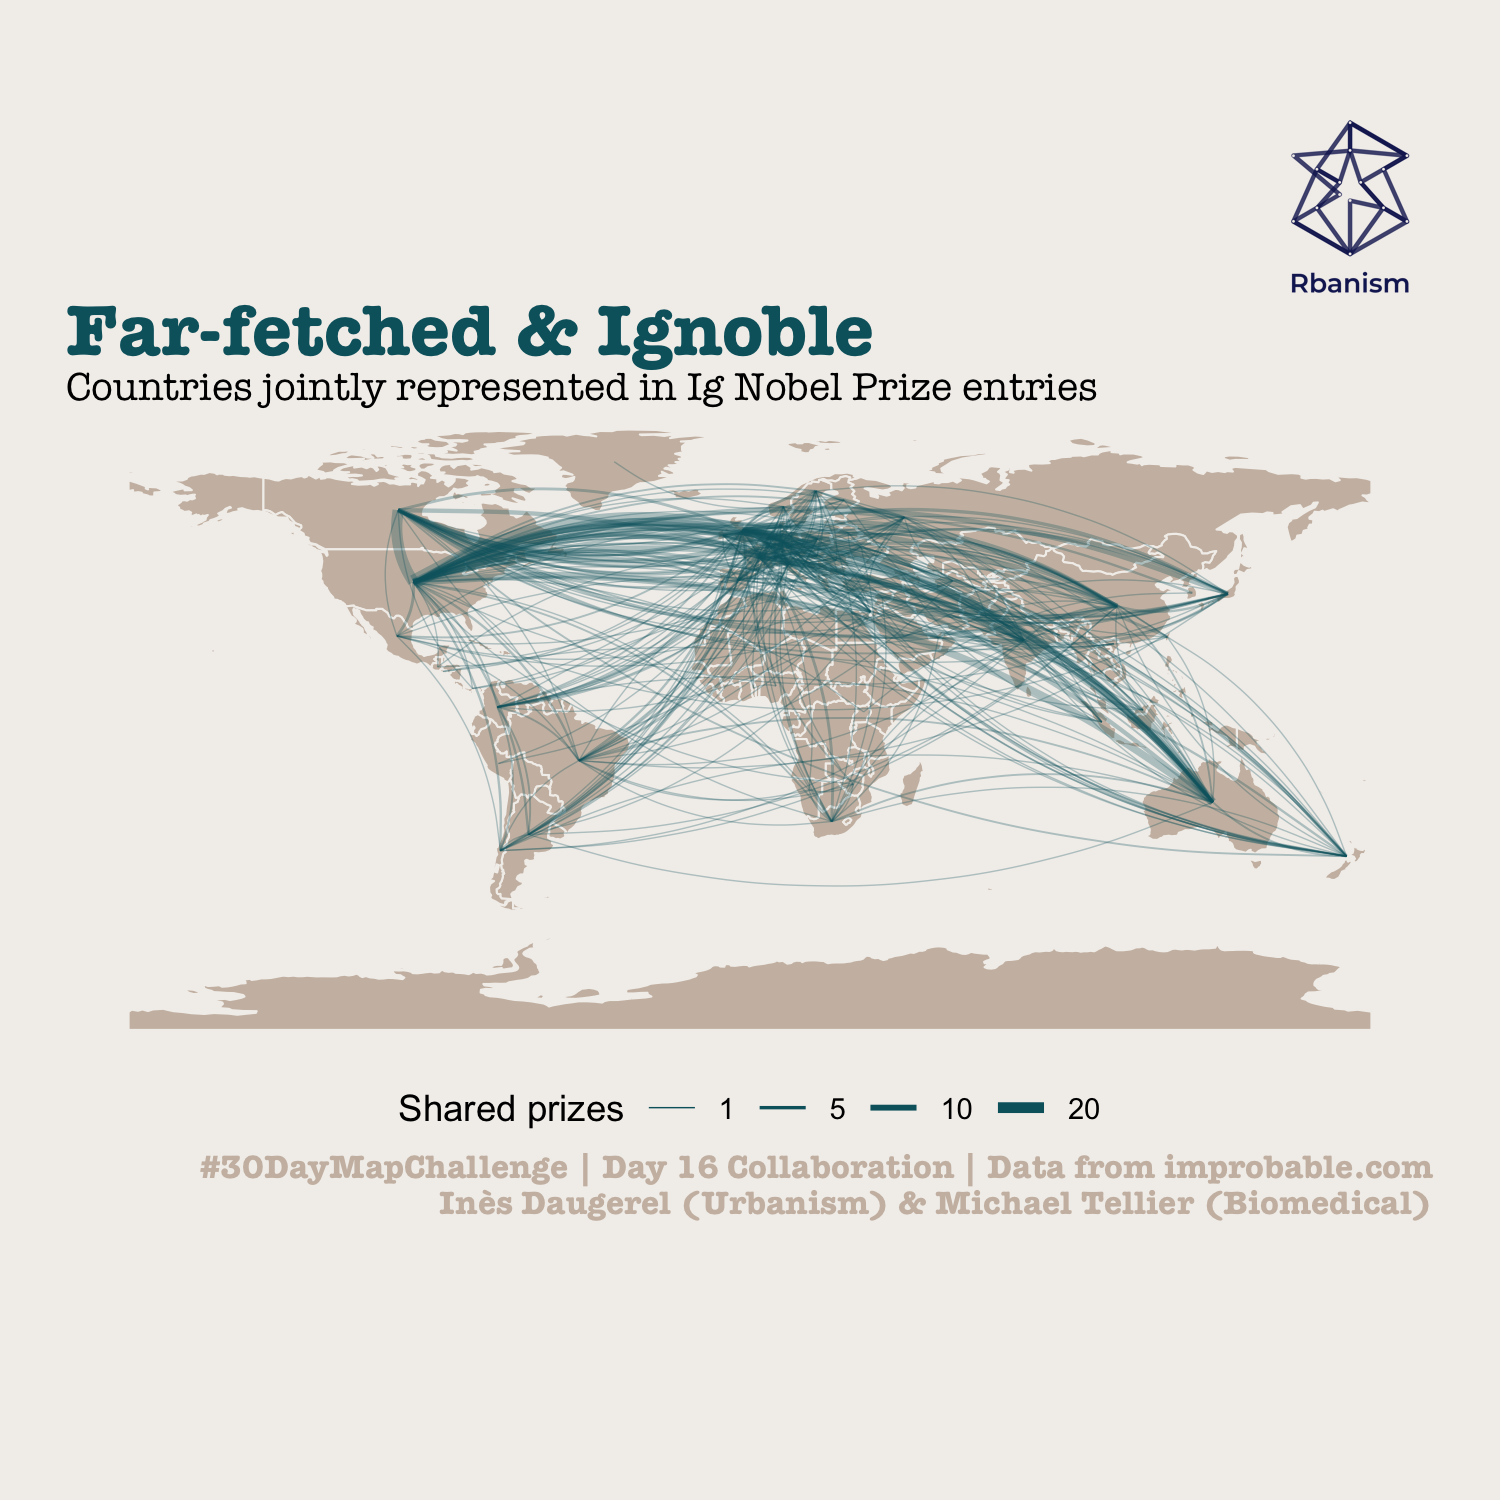 Rbanism
Far-fetched & Ignoble
Countries jointly represented in Ig Nobel Prize entries
Shared prizes 1 5 10 20
#30DayMapChallenge | Day 16 Collaboration | Data from improbable.com
Inès Daugerel (Urbanism) & Michael Tellier (Biomedical)